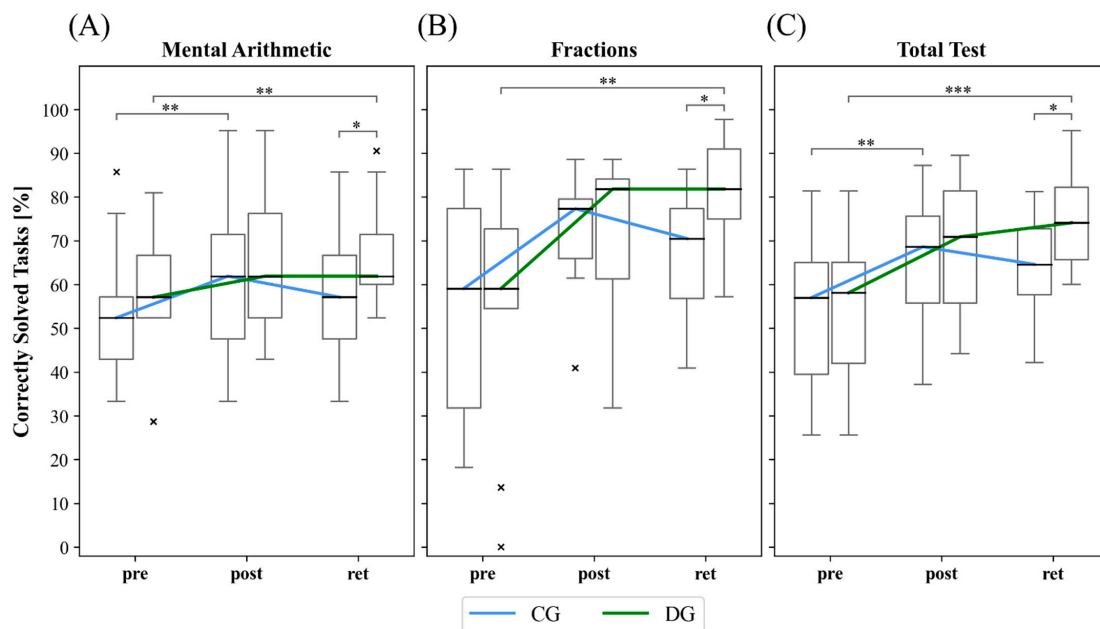 (A)
Mental Arithmetic
(B)
Fractions
(C)
Total Test
Correctly Solved Tasks [%]
100
90
80
70
60
50
40
30
20
10
0
**
**
*
**
*
***
**
*
pre post ret
pre post ret
pre post ret
CG DG